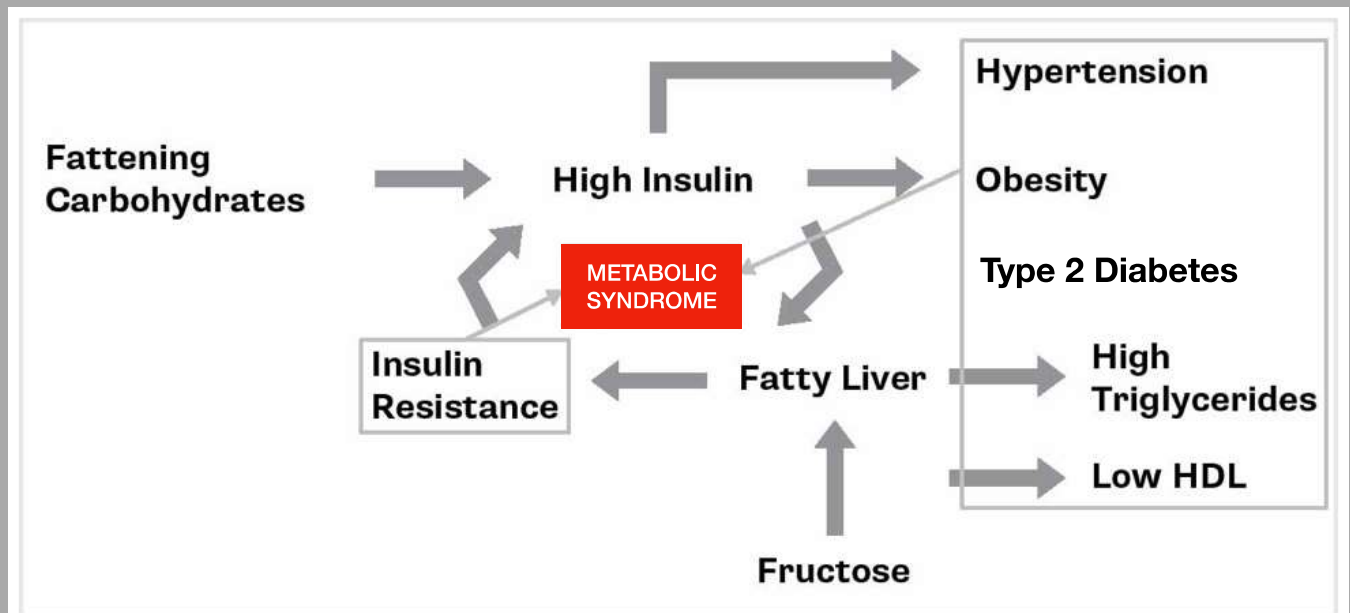 Hypertension
Fattening
Carbohydrates
High Insulin
Obesity
METABOLIC
SYNDROME
Type 2 Diabetes
Insulin
Resistance
Fatty Liver
High
Triglycerides
Low HDL
Fructose